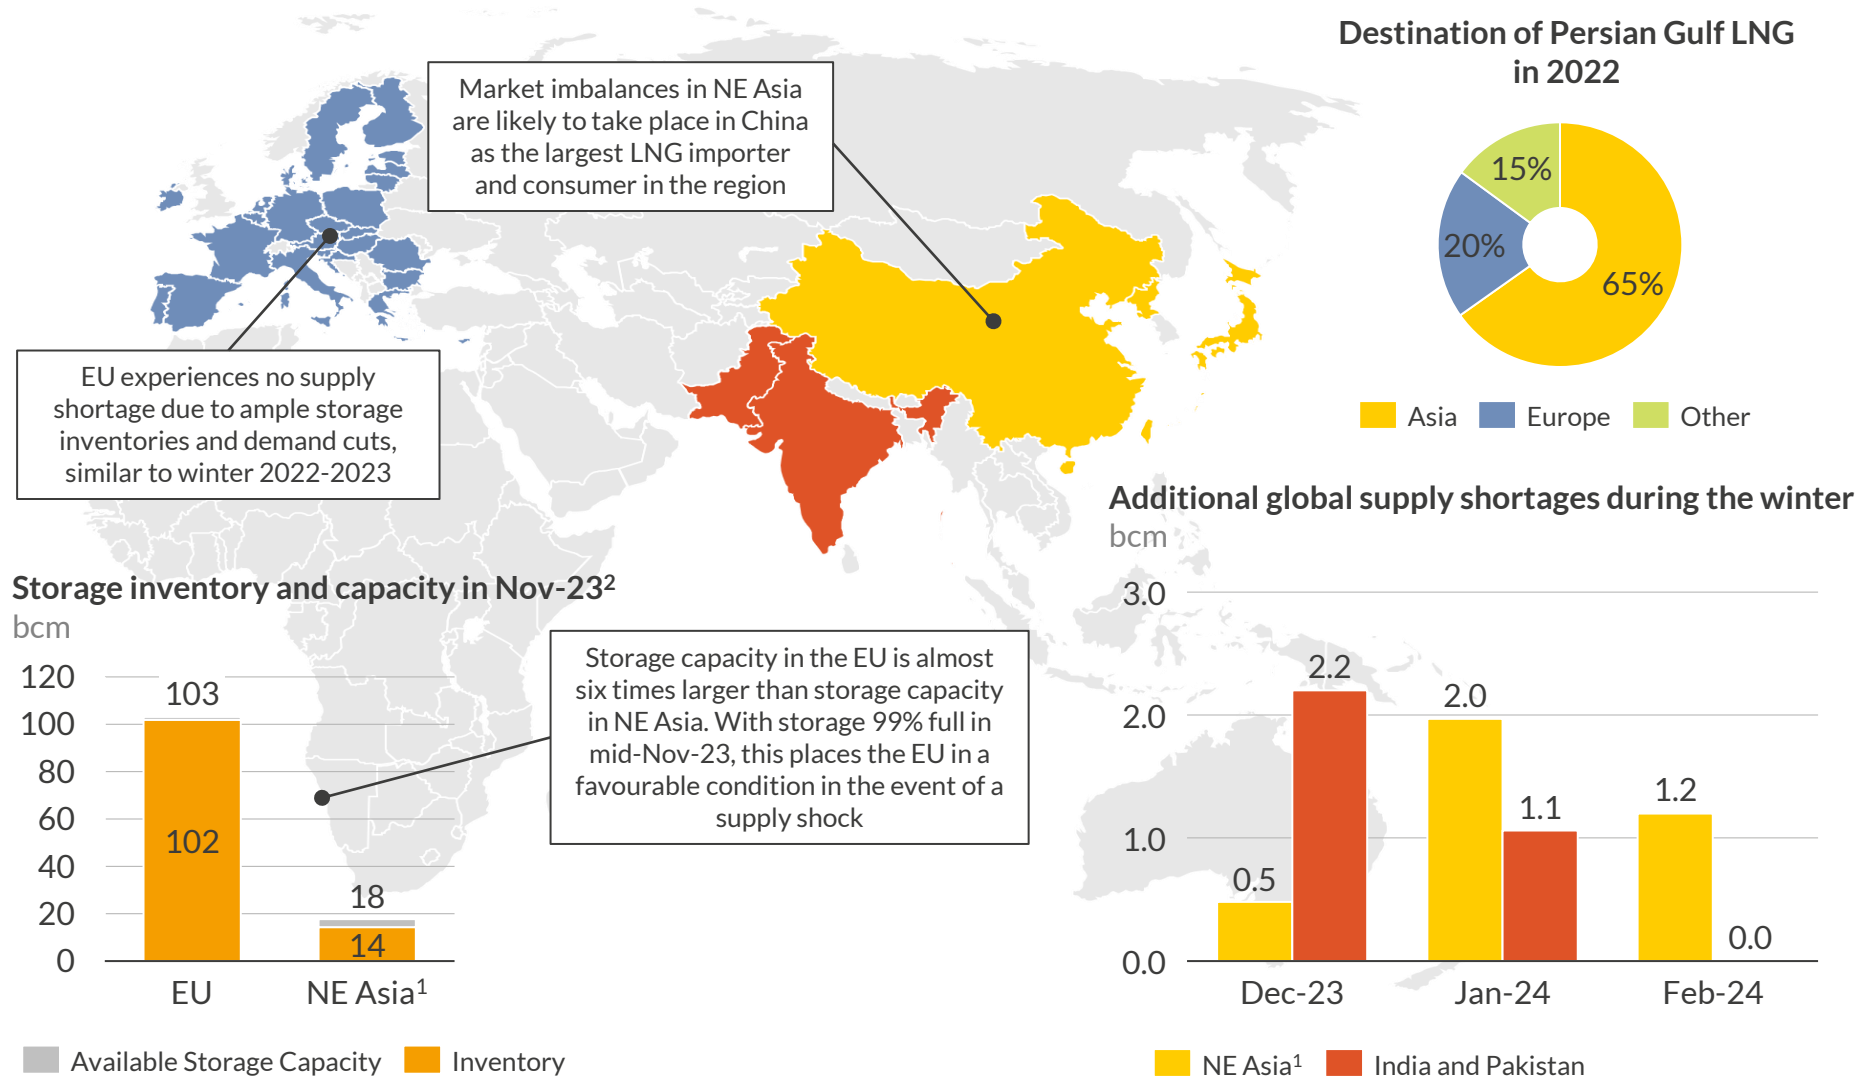 Destination of Persian Gulf LNG
in 2022
15%
20%
65%
Asia
Europe
Other
Market imbalances in NE Asia
are likely to take place in China
as the largest LNG importer
and consumer in the region
EU experiences no supply
shortage due to ample storage
inventories and demand cuts,
similar to winter 2022-2023
Storage inventory and capacity in Nov-23²
bcm
120
100
80
60
40
20
0
103
102
18
14
EU
NE Asia¹
Available Storage Capacity
Inventory
Storage capacity in the EU is almost
six times larger than storage capacity
in NE Asia. With storage 99% full in
mid-Nov-23, this places the EU in a
favourable condition in the event of a
supply shock
Additional global supply shortages during the winter
bcm
3.0
2.0
1.0
0.0
0.5
2.2
2.0
1.1
1.2
0.0
Dec-23
Jan-24
Feb-24
NE Asia¹
India and Pakistan